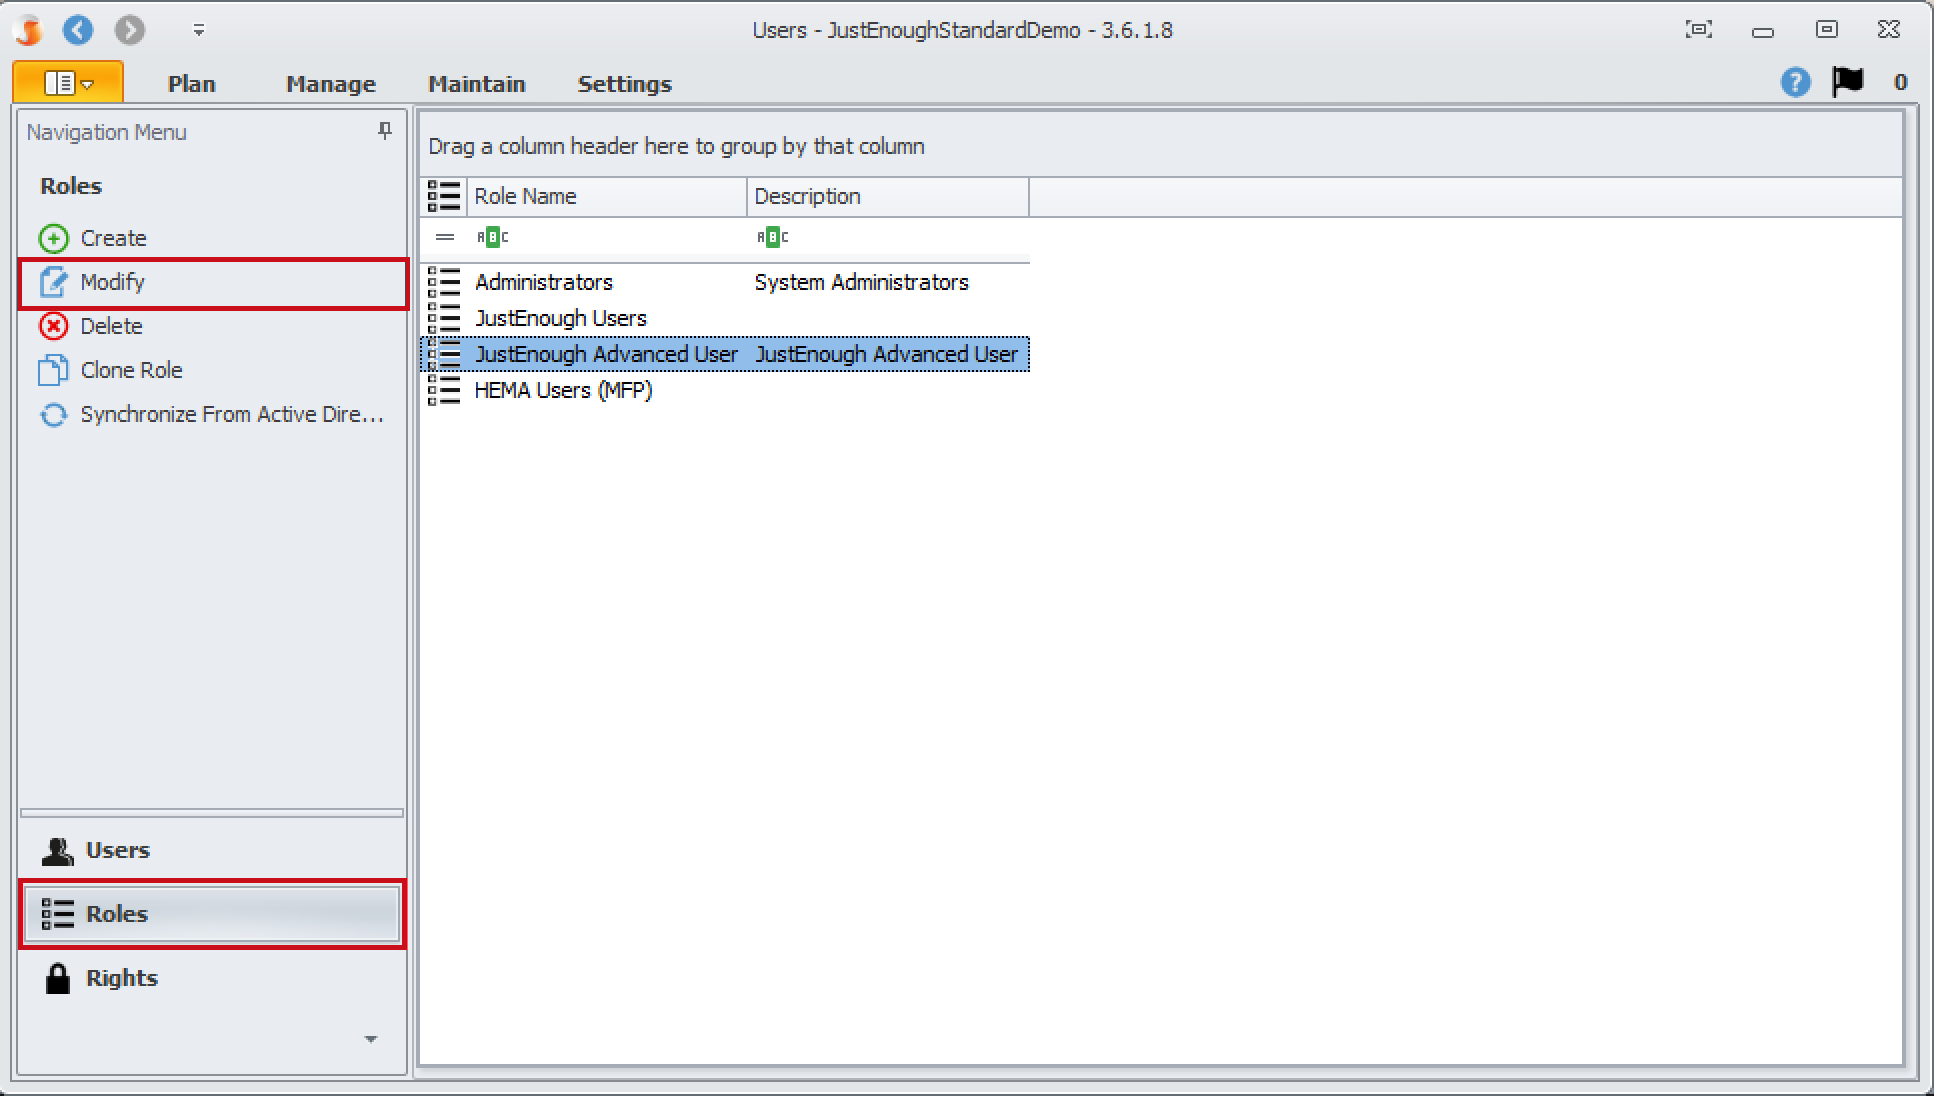 Users - JustEnoughStandardDemo - 3.6.1.8
Plan Manage Maintain Settings ? 0
Navigation Menu
Roles
Create
Modify
Delete
Clone Role
Synchronize From Active Dire...
Users
Roles
Rights
Drag a column header here to group by that column
Role Name Description
ABC ABC
Administrators System Administrators
JustEnough Users
JustEnough Advanced User JustEnough Advanced User
HEMA Users (MFP)